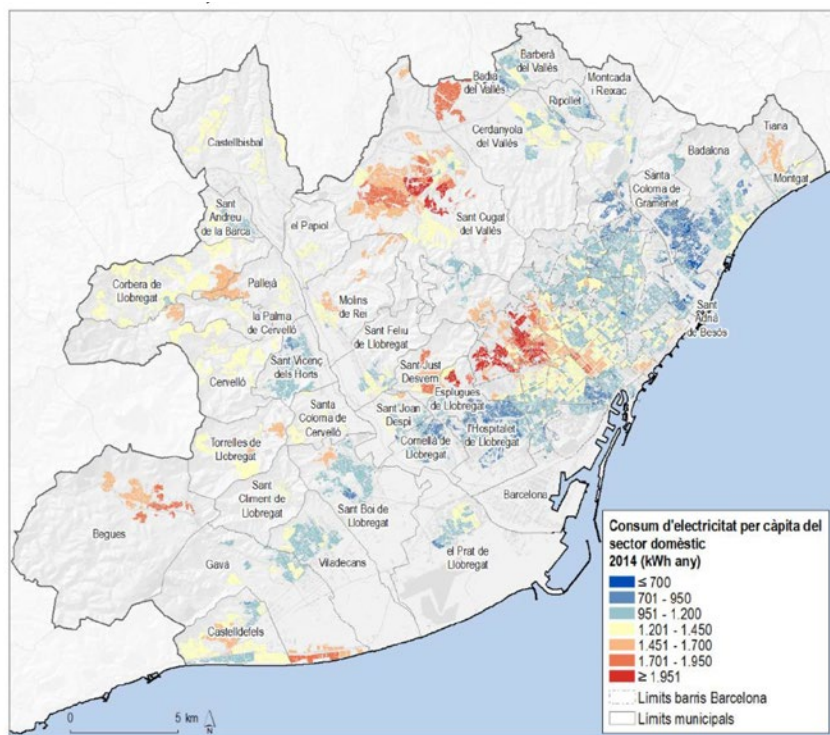 Barberà
del Vallès
Badia
del Vallès
Montcada
i Reixac
Ripollet
Castellbisbal
Cerdanyola
del Vallès
Tiana
Badalona
Montgat
Santa
Coloma de
Gramenet
Sant
Andreu
de la Barca
el Papiol
Sant Cugat
del Vallès
Corbera de
Llobregat
Pallejà
Molins
de Rei
la Palma
de Cervelló
Sant Feliu
de Llobregat
Sant
Adrià
de Besòs
Sant Vicenç
dels Horts
Cervelló
Sant Just
Desvern
Esplugues
de Llobregat
Santa
Coloma de
Cervelló
Sant Joan
Despí
Torrelles de
Llobregat
Cornellà de
Llobregat
l'Hospitalet
de Llobregat
Sant
Climent de
Llobregat
Sant Boi de
Llobregat
Barcelona
Begues
Gavà
Viladecans
el Prat de
Llobregat
Castelldefels
Consum d'electricitat per càpita del
sector domèstic
2014 (kWh any)
≤ 700
701 - 950
951 - 1.200
1.201 - 1.450
1.451 - 1.700
1.701 - 1.950
≥ 1.951
Límits barris Barcelona
Límits municipals
0 5 km
N